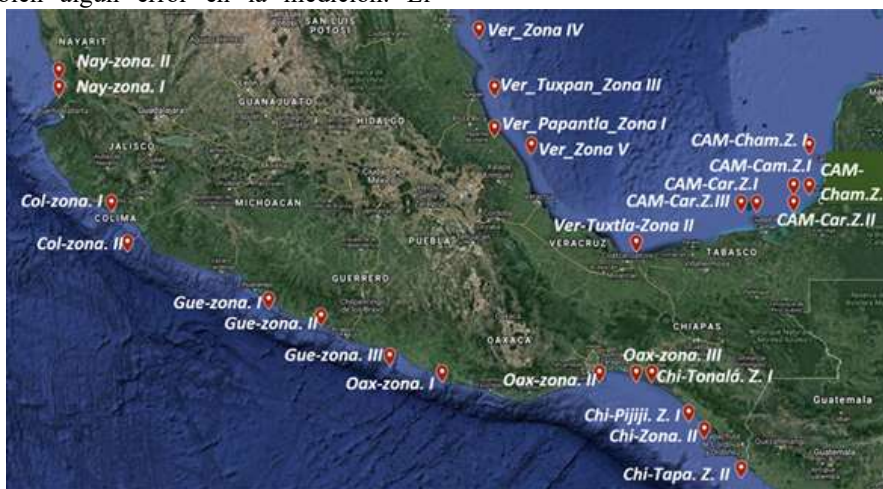 SAN LUIS
POTOSÍ
Ver_Zona IV
NAYARIT
Nay-zona. II
Nay-zona. I
Ver_Tuxpan_Zona III
GUANAJUATO
HIDALGO
Ver_Papantla_Zona I
Ver_Zona V
CAM-Cham.Z. I
JALISCO
CAM-Cam.Z.I
CAM-
CAM-Car.Z.I
Cham.Z.
CAM-Car.Z.III
CAM-Car.Z.II
Col-zona. I
MICHOACÁN
COLIMA
Ver-Tuxtla-Zona II
Col-zona. II
PUEBLA
VERACRUZ
TABASCO
GUERRERO
Gue-zona. I
Gue-zona. II
CHIAPAS
OAXACA
Gue-zona. III
Oax-zona. III
Oax-zona. I
Oax-zona. II
Chi-Tonalá. Z. I
Guatemala
Chi-Pijiji. Z. I
Chi-Zona. II
Guatemala
Chi-Tapa. Z. II